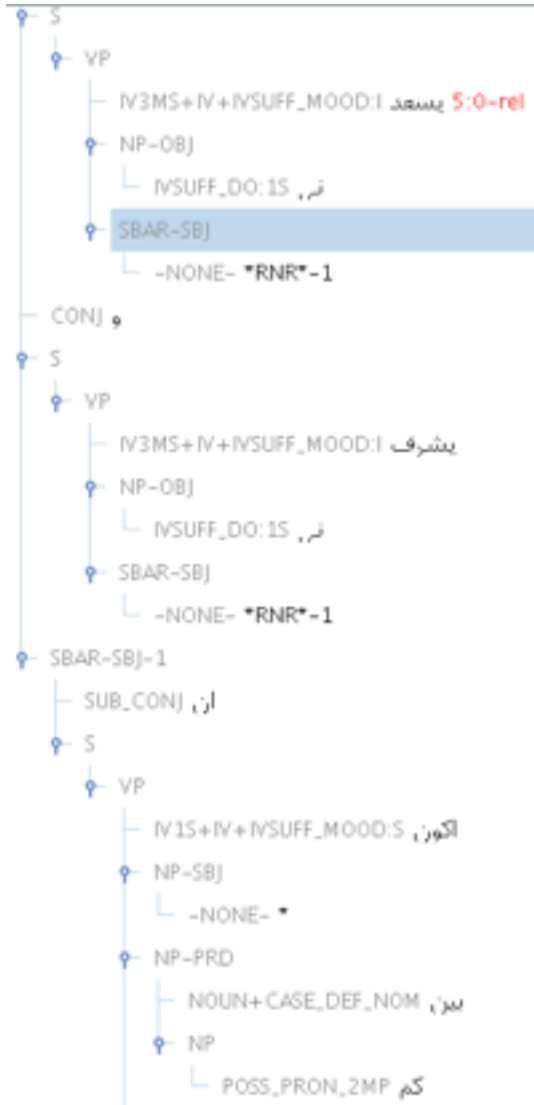 S
VP
IV3MS+IV+IVSUFF_MOOD:I يسعد 5:0-rel
NP-OBJ
IVSUFF_DO:1S ني
SBAR-SBJ
-NONE- *RNR*-1
CONJ و
S
VP
IV3MS+IV+IVSUFF_MOOD:I يشرف
NP-OBJ
IVSUFF_DO:1S ني
SBAR-SBJ
-NONE- *RNR*-1
SBAR-SBJ-1
SUB_CONJ ان
S
VP
IV1S+IV+IVSUFF_MOOD:S اكون
NP-SBJ
-NONE- *
NP-PRD
NOUN+CASE_DEF_NOM بين
NP
POSS_PRON_2MP كم